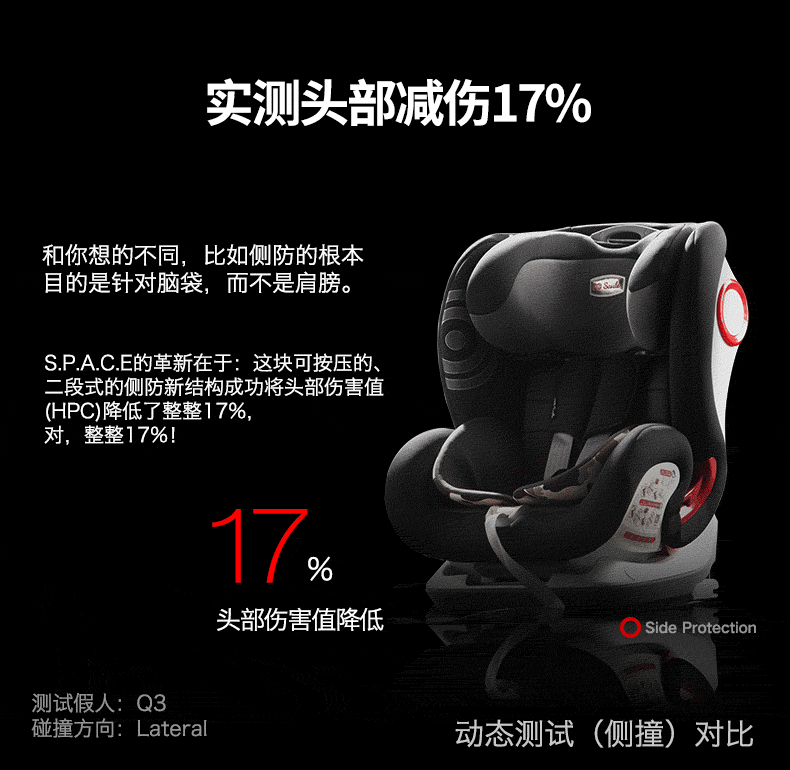 实测头部减伤17%
和你想的不同，比如侧防的根本
目的是针对脑袋，而不是肩膀。
S.P.A.C.E的革新在于：这块可按压的、
二段式的侧防新结构成功将头部伤害值
(HPC)降低了整整17%，
对，整整17%！
17%
头部伤害值降低
Side Protection
测试假人：Q3
碰撞方向：Lateral
动态测试（侧撞）对比